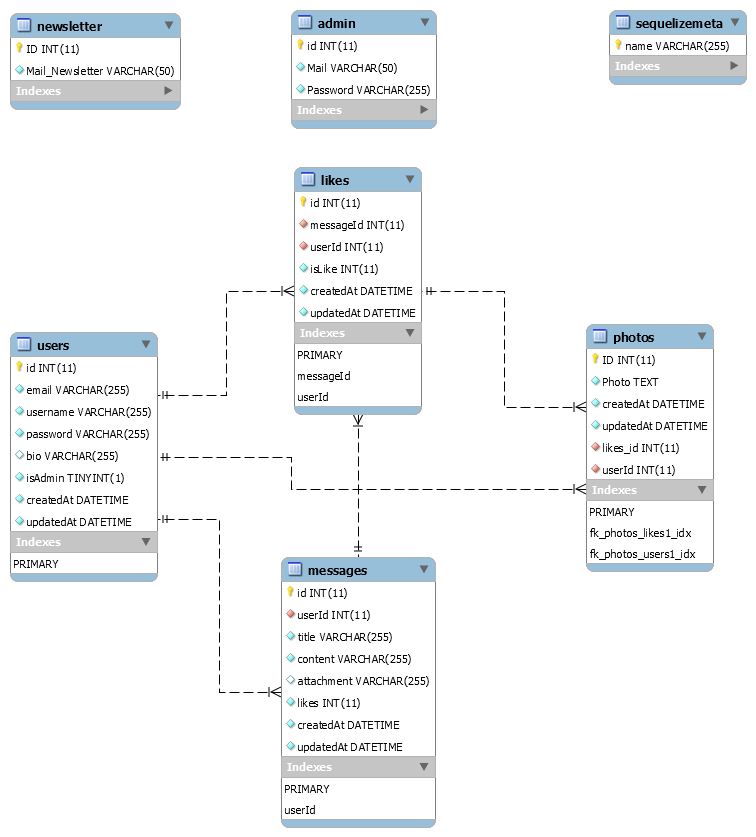 newsletter
ID INT(11)
Mail_Newsletter VARCHAR(50)
Indexes
admin
id INT(11)
Mail VARCHAR(50)
Password VARCHAR(255)
Indexes
sequelizemeta
name VARCHAR(255)
Indexes
likes
id INT(11)
messageId INT(11)
userId INT(11)
isLike INT(11)
createdAt DATETIME
updatedAt DATETIME
Indexes
PRIMARY
messageId
userId
users
id INT(11)
email VARCHAR(255)
username VARCHAR(255)
password VARCHAR(255)
bio VARCHAR(255)
isAdmin TINYINT(1)
createdAt DATETIME
updatedAt DATETIME
Indexes
PRIMARY
photos
ID INT(11)
Photo TEXT
createdAt DATETIME
updatedAt DATETIME
likes_id INT(11)
userId INT(11)
Indexes
PRIMARY
fk_photos_likes1_idx
fk_photos_users1_idx
messages
id INT(11)
userId INT(11)
title VARCHAR(255)
content VARCHAR(255)
attachment VARCHAR(255)
likes INT(11)
createdAt DATETIME
updatedAt DATETIME
Indexes
PRIMARY
userId